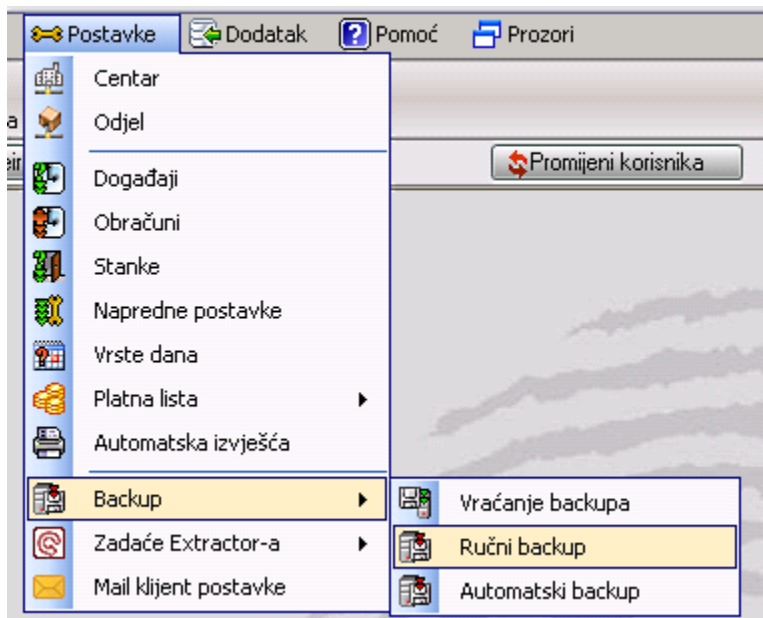 Postavke Dodatak Pomoć Prozori
Centar
a
Odjel
eir
Promijeni korisnika
Događaji
Obračuni
Stanke
Napredne postavke
Vrste dana
Platna lista
Automatska izvješća
Backup
Vraćanje backupa
Zadaće Extractor-a
Ručni backup
Mail klijent postavke
Automatski backup